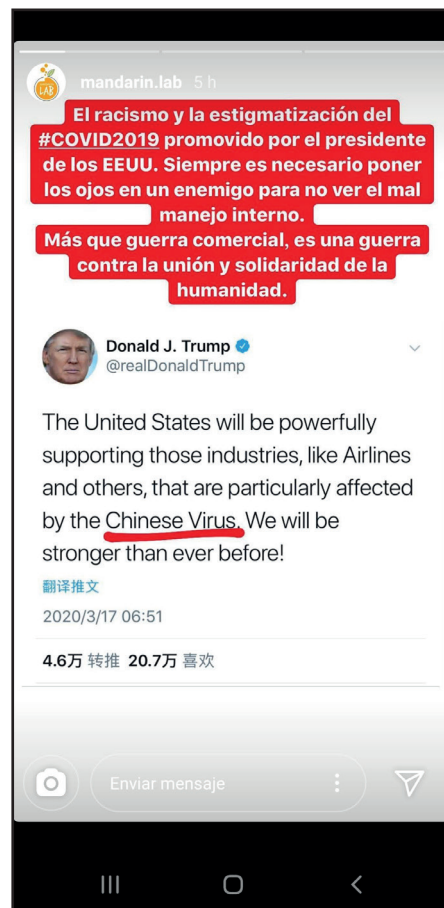 LAB
mandarin.lab 5 h
El racismo y la estigmatización del
#COVID2019 promovido por el presidente
de los EEUU. Siempre es necesario poner
los ojos en un enemigo para no ver el mal
manejo interno.
Más que guerra comercial, es una guerra
contra la unión y solidaridad de la
humanidad.
Donald J. Trump
@realDonaldTrump
The United States will be powerfully
supporting those industries, like Airlines
and others, that are particularly affected
by the Chinese Virus. We will be
stronger than ever before!
翻译推文
2020/3/17 06:51
4.6万 转推 20.7万 喜欢
Enviar mensaje